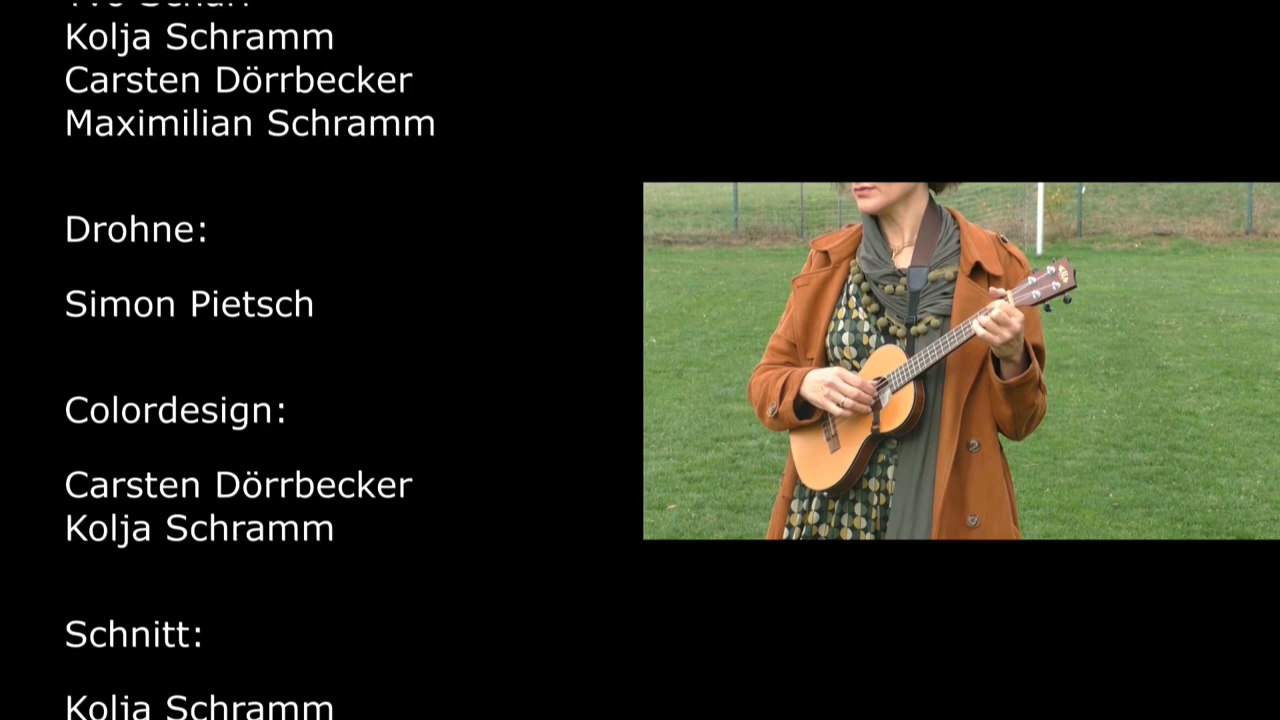 Kolja Schramm
Carsten Dörrbecker
Maximilian Schramm
Drohne:
Simon Pietsch
Colordesign:
Carsten Dörrbecker
Kolja Schramm
Schnitt:
Kolja Schramm